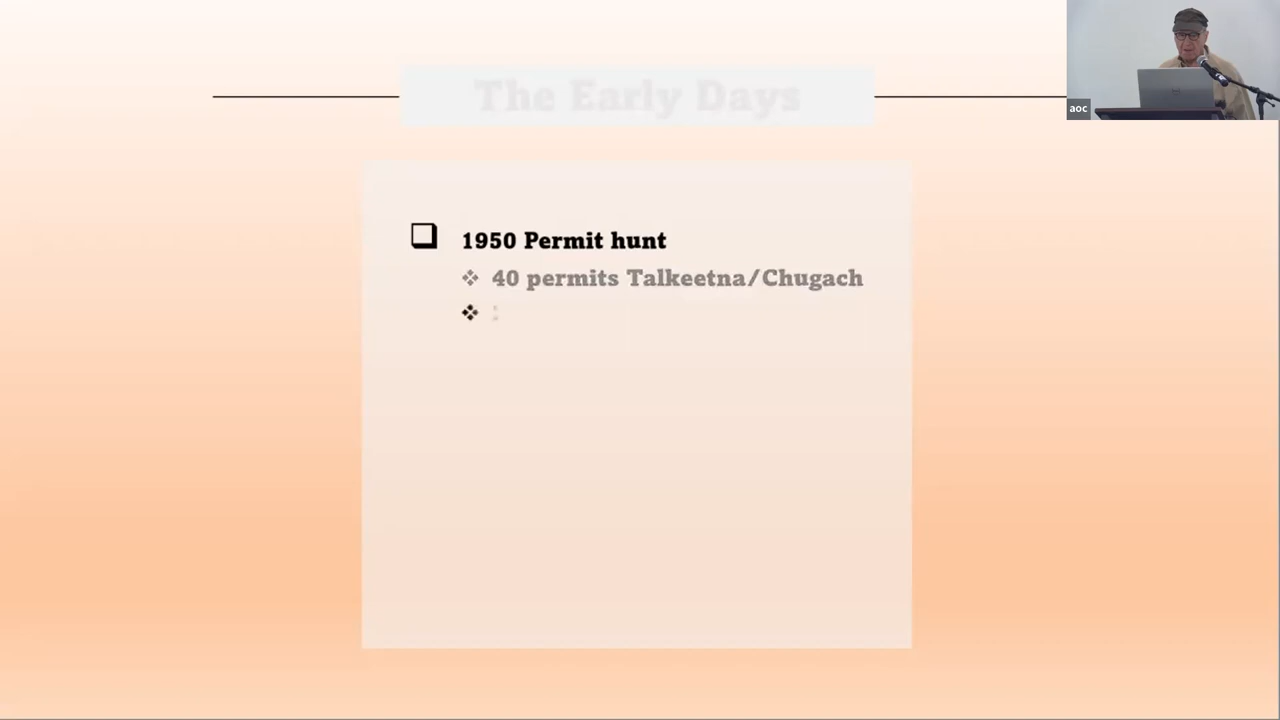 The Early Days
aoc
1950 Permit hunt
40 permits Talkeetna/Chugach